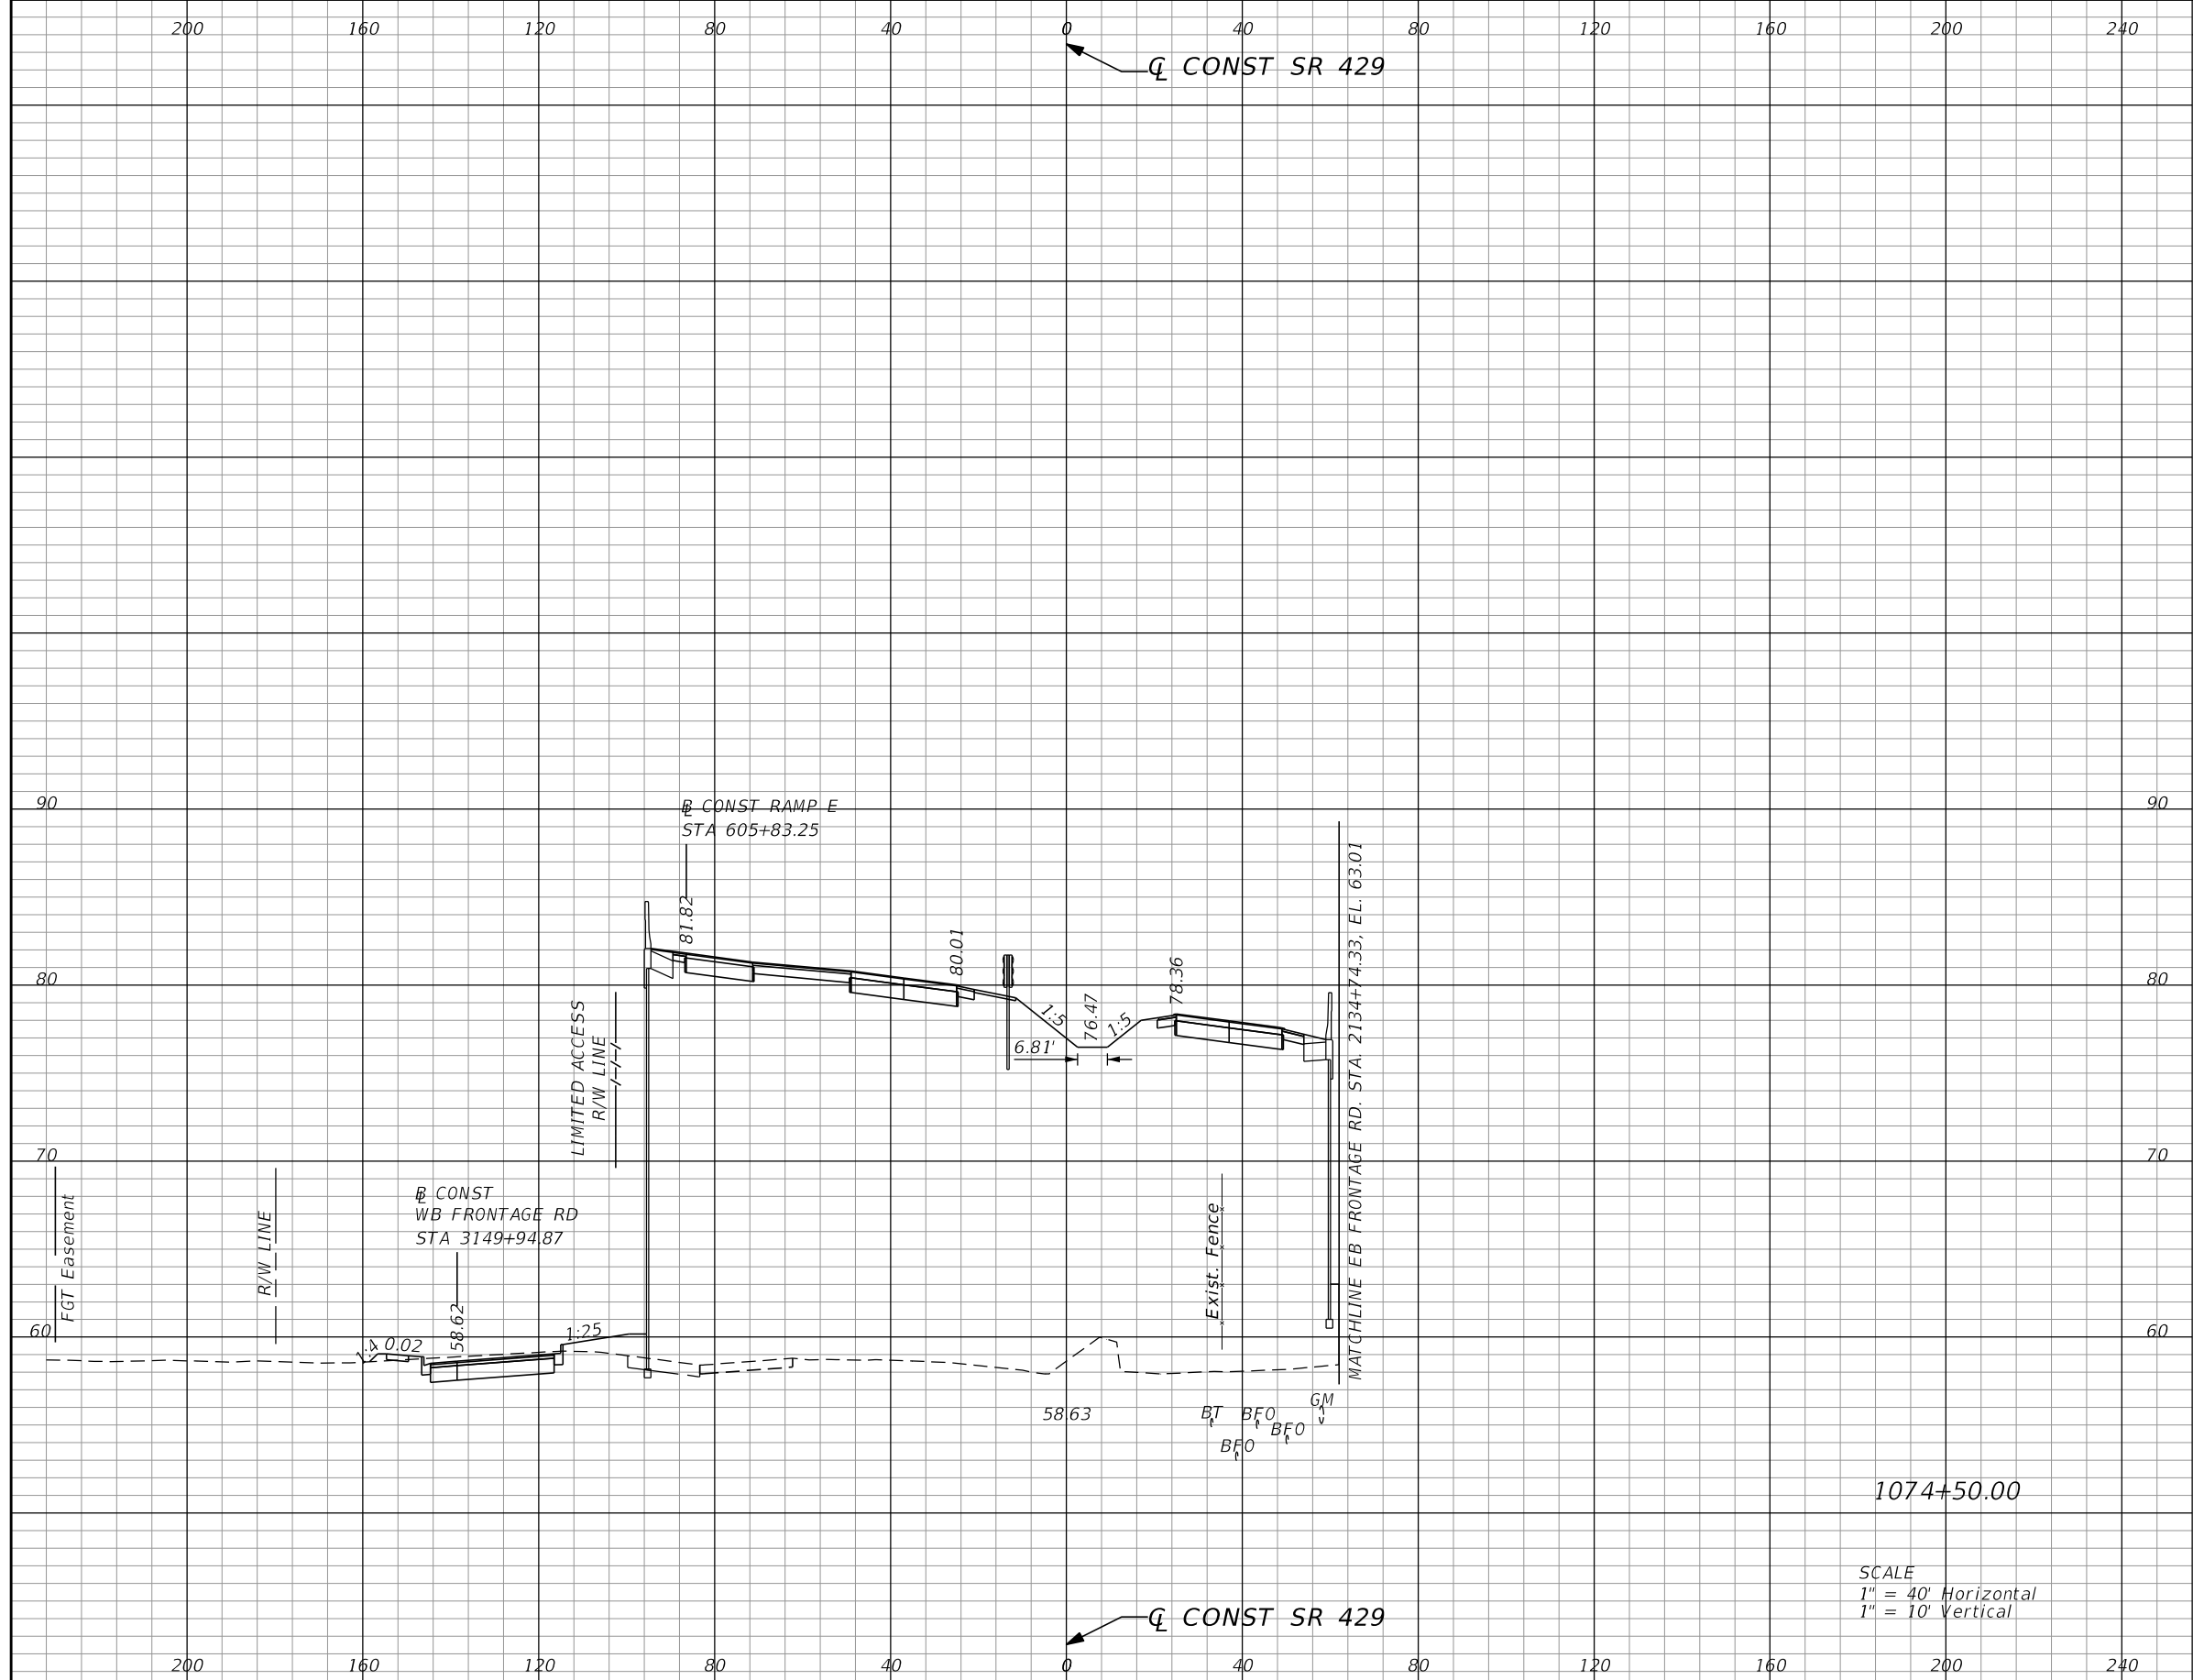 200 160 120 80 40 0 40 80 120 160 200 240
℄ CONST SR 429
90 90
℄ CONST RAMP E
STA 605+83.25
81.82
80.01
80 80
78.36
76.47
1:5
1:5
6.81'
LIMITED ACCESS
R/W LINE
MATCHLINE EB FRONTAGE RD. STA. 2134+74.33, EL. 63.01
70 70
FGT Easement
R/W LINE
℄ CONST
WB FRONTAGE RD
STA 3149+94.87
58.62
Exist. Fence
60 60
1:4 0.02
1:25
58.63
BT
BFO
BFO
BFO
GM
1074+50.00
SCALE
1" = 40' Horizontal
1" = 10' Vertical
℄ CONST SR 429
200 160 120 80 40 0 40 80 120 160 200 240